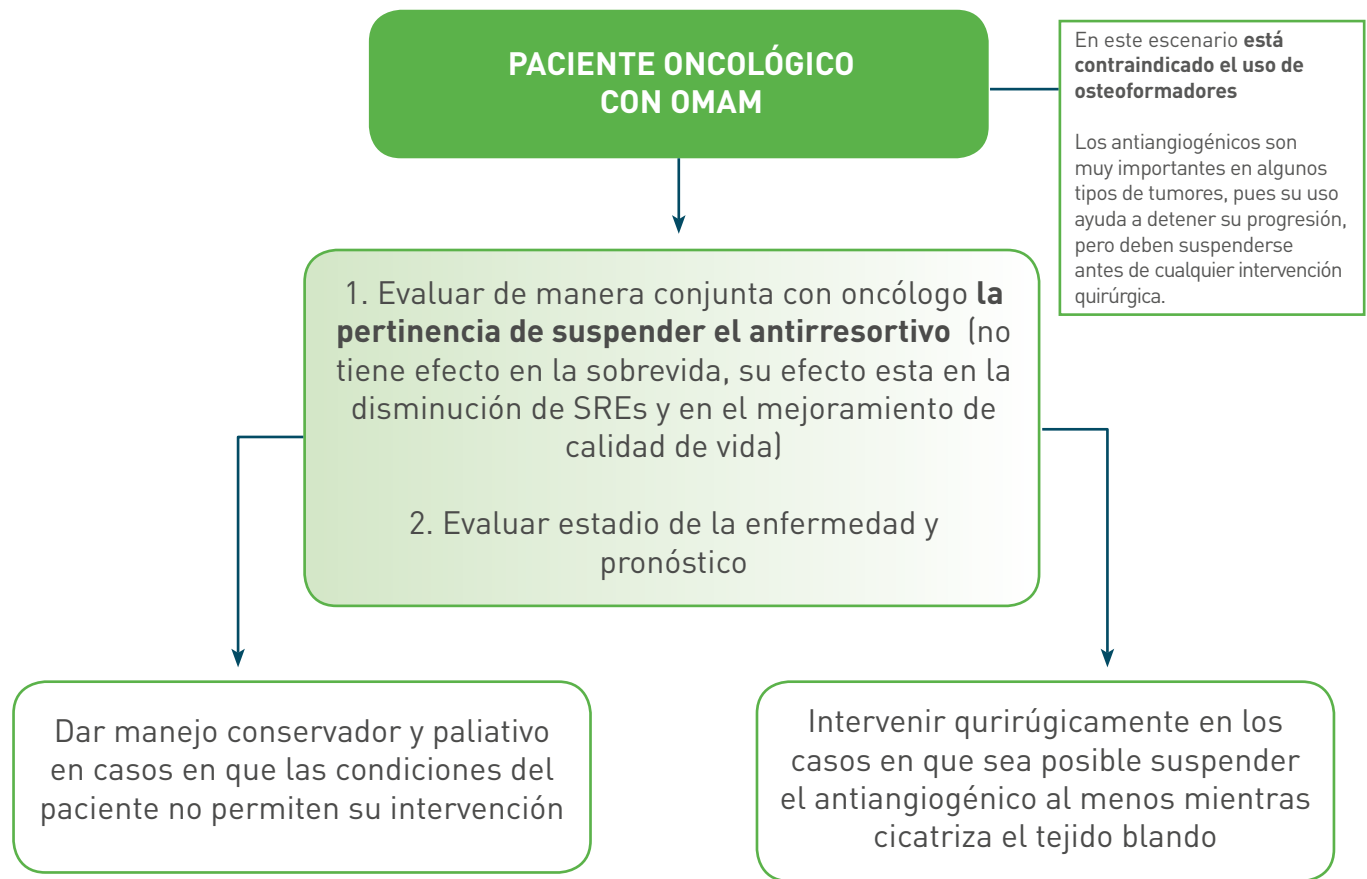 PACIENTE ONCOLÓGICO
CON OMAM
En este escenario está
contraindicado el uso de
osteoformadores
Los antiangiogénicos son
muy importantes en algunos
tipos de tumores, pues su uso
ayuda a detener su progresión,
pero deben suspenderse
antes de cualquier intervención
quirúrgica.
1. Evaluar de manera conjunta con oncólogo la
pertinencia de suspender el antirresortivo (no
tiene efecto en la sobrevida, su efecto esta en la
disminución de SREs y en el mejoramiento de
calidad de vida)
2. Evaluar estadio de la enfermedad y
pronóstico
Dar manejo conservador y paliativo
en casos en que las condiciones del
paciente no permiten su intervención
Intervenir qurirúgicamente en los
casos en que sea posible suspender
el antiangiogénico al menos mientras
cicatriza el tejido blando